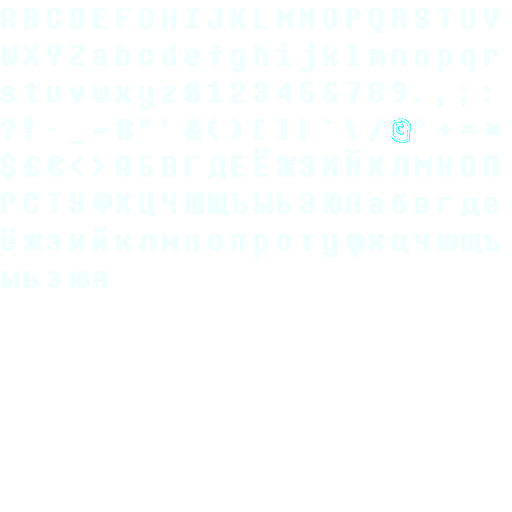 ABCDEFGHIJKLMNOPQRSTUV
WXYZabcdefghijklmnopqr
stuvwxyz0123456789.,;:
?!-_~#"'&()[]{`\/@°+=*
$£€<>АБВГДЕЁЖЗИЙКЛМНОП
РСТУФХЦЧШЩЪЫЬЭЮЯабвгде
ёжзийклмнопрстуфхцчшщъ
ыьэюя